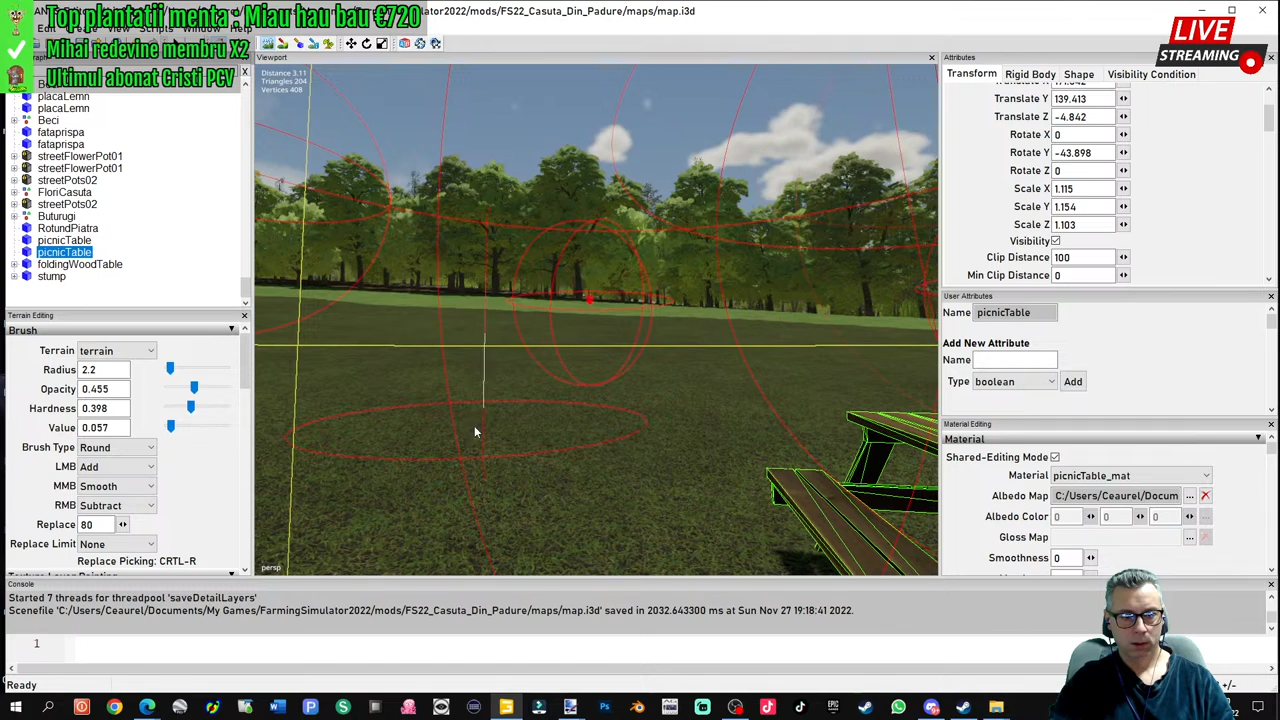 Top plantatii menta : Miau hau bau €720
Simulator2022/mods/FS22_Casuta_Din_Padure/maps/map.i3d
Mihai redevine membru X2
Ultimul abonat Cristi PCV
LIVE
STREAMING
Viewport
Distance 3.11
Triangles 204
Vertices 408
persp
placaLemn
placaLemn
Beci
fataprispa
fataprispa
streetFlowerPot01
streetFlowerPot01
streetPots02
FloriCasuta
streetPots02
Buturugi
RotundPiatra
picnicTable
picnicTable
foldingWoodTable
stump
Terrain Editing
Brush
Terrain terrain
Radius 2.2
Opacity 0.455
Hardness 0.398
Value 0.057
Brush Type Round
LMB Add
MMB Smooth
RMB Subtract
Replace 80
Replace Limit None
Replace Picking: CRTL-R
Attributes
Transform Rigid Body Shape Visibility Condition
Translate Y 139.413
Translate Z -4.842
Rotate X 0
Rotate Y -43.898
Rotate Z 0
Scale X 1.115
Scale Y 1.154
Scale Z 1.103
Visibility
Clip Distance 100
Min Clip Distance 0
User Attributes
Name picnicTable
Add New Attribute
Name
Type boolean Add
Material Editing
Material
Shared-Editing Mode
Material picnicTable_mat
Albedo Map C:/Users/Ceaurel/Docum ...
Albedo Color 0 0 0
Gloss Map ...
Smoothness 0
Console
Started 7 threads for threadpool 'saveDetailLayers'
Scenefile 'C:/Users/Ceaurel/Documents/My Games/FarmingSimulator2022/mods/FS22_Casuta_Din_Padure/maps/map.i3d' saved in 2032.643300 ms at Sun Nov 27 19:18:41 2022.
1
Ready